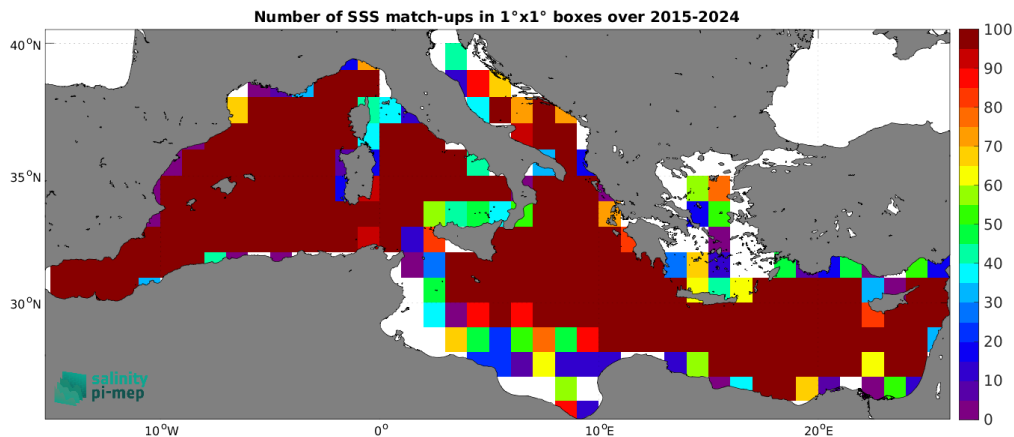 Number of SSS match-ups in 1°x1° boxes over 2015-2024
40°N
35°N
30°N
10°W
0°
10°E
20°E
100
90
80
70
60
50
40
30
20
10
0
salinity
pi-mep